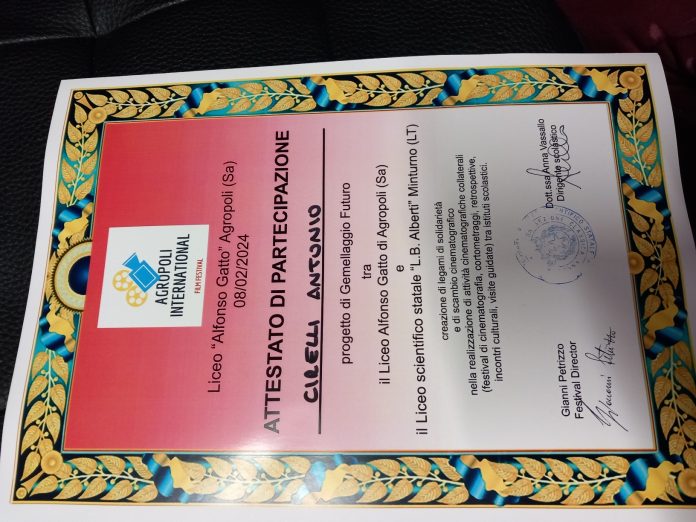 AGROPOLI
INTERNATIONAL
FILM FESTIVAL
Liceo "Alfonso Gatto" Agropoli (Sa)
08/02/2024
ATTESTATO DI PARTECIPAZIONE
CIRELLI ANTONIO
progetto di Gemellaggio Futuro
tra
il Liceo Alfonso Gatto di Agropoli (Sa)
e
il Liceo scientifico statale "L.B. Alberti" Minturno (LT)
creazione di legami di solidarietà
e di scambio cinematografico
nella realizzazione di attività cinematografiche collaterali
(festival di cinematografia, cortometraggi, retrospettive,
incontri culturali, visite guidate) tra istituti scolastici.
Gianni Petrizzo
Festival Director
Gianni Petrizzo
Dott.ssa Anna Vassallo
Dirigente scolastico